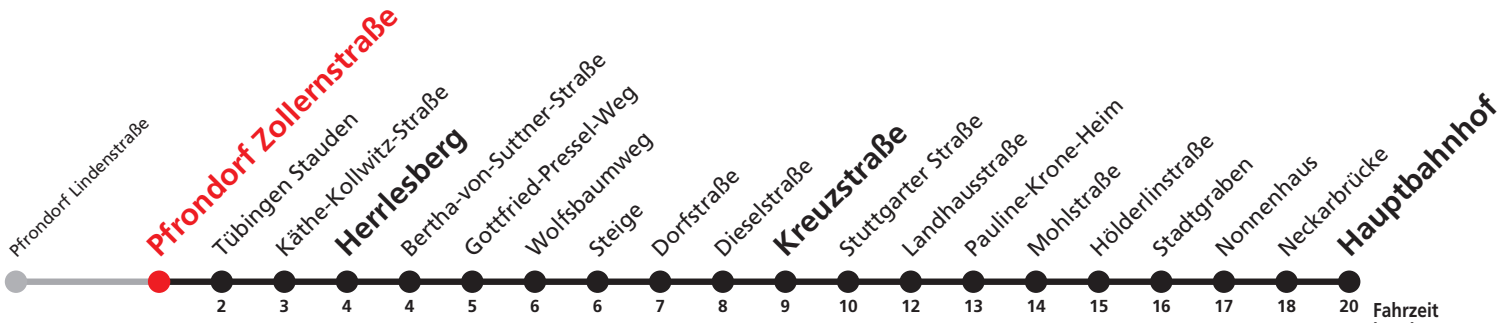 Pfrondorf Lindenstraße
Pfrondorf Zollernstraße
Tübingen Stauden
Käthe-Kollwitz-Straße
Herrlesberg
Bertha-von-Suttner-Straße
Gottfried-Pressel-Weg
Wolfsbaumweg
Steige
Dorfstraße
Dieselstraße
Kreuzstraße
Stuttgarter Straße
Landhausstraße
Pauline-Krone-Heim
Mohlstraße
Hölderlinstraße
Stadtgraben
Nonnenhaus
Neckarbrücke
Hauptbahnhof
2 3 4 4 5 6 6 7 8 9 10 12 13 14 15 16 17 18 20 Fahrzeit